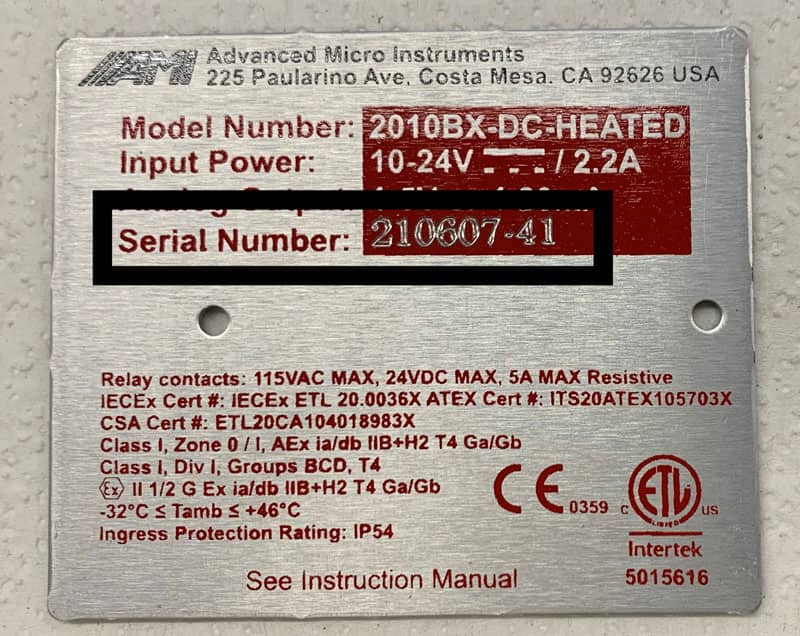 AMI Advanced Micro Instruments
225 Paularino Ave, Costa Mesa. CA 92626 USA
Model Number: 2010BX-DC-HEATED
Input Power: 10-24V / 2.2A
Serial Number: 210607-41
Relay contacts: 115VAC MAX, 24VDC MAX, 5A MAX Resistive
IECEx Cert #: IECEx ETL 20.0036X ATEX Cert #: ITS20ATEX105703X
CSA Cert #: ETL20CA104018983X
Class I, Zone 0 / I, AEx ia/db IIB+H2 T4 Ga/Gb
Class I, Div I, Groups BCD, T4
Ex II 1/2 G Ex ia/db IIB+H2 T4 Ga/Gb
-32°C ≤ Tamb ≤ +46°C
Ingress Protection Rating: IP54
CE 0359
C ETL US
LISTED
Intertek
5015616
See Instruction Manual